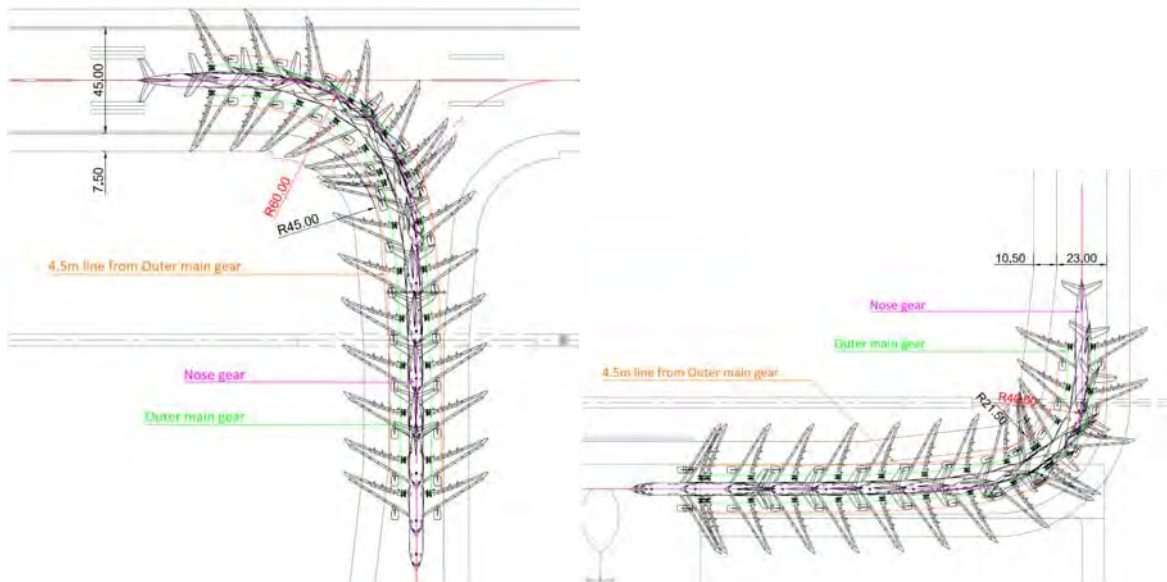 45.00
7.50
R60.00
R45.00
4.5m line from Outer main gear
Nose gear
Outer main gear
10,50
23,00
Nose gear
Outer main gear
4.5m line from Outer main gear
R40.00
R21.50